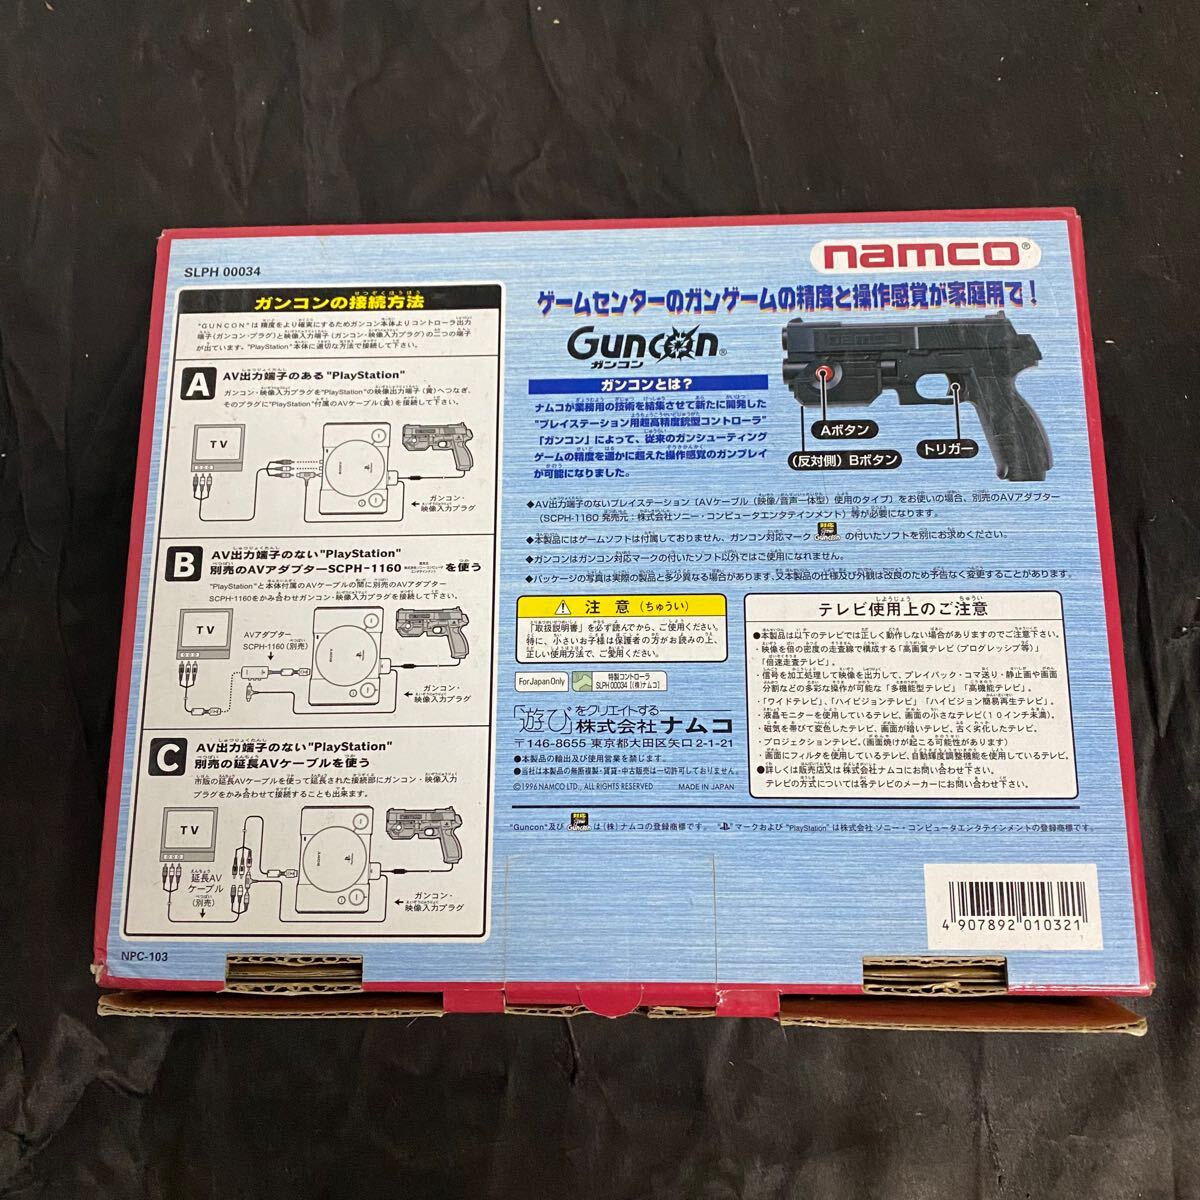 SLPH 00034
ガンコンの接続方法
"GUNCON"は精度をより確実にするためガンコン本体よりコントローラ出力
端子(ガンコン・プラグ)と映像入力端子(ガンコン・映像入力プラグ)の二つの端子
が出ています。"PlayStation"本体に適切な方法で接続して下さい。
A
AV出力端子のある"PlayStation"
ガンコン・映像入力プラグを"PlayStation"の映像出力端子(黄)へつなぎ、
そのプラグに"PlayStation"付属のAVケーブル(黄)を接続して下さい。
TV
ガンコン・
映像入力プラグ
B
AV出力端子のない"PlayStation"
別売のAVアダプターSCPH-1160 を使う
"PlayStation"と本体付属のAVケーブルの間に別売のAVアダプター
SCPH-1160をかみ合わせガンコン・映像入力プラグを接続して下さい。
TV
AVアダプター
SCPH-1160(別売)
ガンコン・
映像入力プラグ
C
AV出力端子のない"PlayStation"
別売の延長AVケーブルを使う
市販の延長AVケーブルを使って延長された接続部にガンコン・映像入力
プラグをかみ合わせて接続することも出来ます。
TV
延長AV
ケーブル
(別売)
ガンコン・
映像入力プラグ
NPC-103
namco®
ゲームセンターのガンゲームの精度と操作感覚が家庭用で!
Guncon®
ガンコン
ガンコンとは?
ナムコが業務用の技術を結集させて新たに開発した
"プレイステーション用超高精度銃型コントローラ"
「ガンコン」によって、従来のガンシューティング
ゲームの精度を遥かに超えた操作感覚のガンプレイ
が可能になりました。
Aボタン
(反対側)Bボタン
トリガー
◆AV出力端子のないプレイステーション(AVケーブル(映像/音声一体型)使用のタイプ)をお使いの場合、別売のAVアダプター
(SCPH-1160 発売元:株式会社ソニー・コンピュータエンタテインメント)等が必要になります。
◆本製品にはゲームソフトは付属しておりません、ガンコン対応マーク の付いたソフトを別にお求め下さい。
◆ガンコンはガンコン対応マークの付いたソフト以外ではご使用になれません。
◆パッケージの写真は実際の製品と多少異なる場合があります、又本製品の仕様及び外観は改良のため予告なく変更することがあります。
注意(ちゅうい)
「取扱説明書」を必ず読んでから、ご使用ください。
特に、小さいお子様は保護者の方がお読みの上、
正しい使用方法で、ご愛用ください。
For Japan Only
特製コントローラ
SLPH 00034 [(株)ナムコ]
「遊び」をクリエイトする
株式会社ナムコ
〒146-8655 東京都大田区矢口2-1-21
●本製品の輸出及び使用営業を禁じます。
●当社は本製品の無断複製・賃貸・中古販売は一切許可しておりません。
©1996 NAMCO LTD., ALL RIGHTS RESERVED MADE IN JAPAN
テレビ使用上のご注意
●本製品は以下のテレビでは正しく動作しない場合がありますのでご注意下さい。
・映像を倍の密度の走査線で構成する「高画質テレビ(プログレッシブ等)」
「倍速走査テレビ」。
・信号を加工処理して映像を出力して、プレイバック・コマ送り・静止画や画面
分割などの多彩な操作が可能な「多機能型テレビ」「高機能テレビ」。
・「ワイドテレビ」、「ハイビジョンテレビ」「ハイビジョン簡易再生テレビ」。
・液晶モニターを使用しているテレビ、画面の小さなテレビ(10インチ未満)。
・磁気を帯びて変色したテレビ、画面が暗いテレビ、古く劣化したテレビ。
・プロジェクションテレビ。(画面焼けが起こる可能性があります)
・画面にフィルタを使用しているテレビ、自動輝度調整機能を使用しているテレビ。
●詳しくは販売店又は株式会社ナムコにお問い合わせ下さい。
テレビの方式については各テレビのメーカーにお問い合わせ下さい。
"Guncon"及び は(株)ナムコの登録商標です。 " "マークおよび"PlayStation"は株式会社 ソニー・コンピュータエンタテインメントの登録商標です。
4 907892 010321